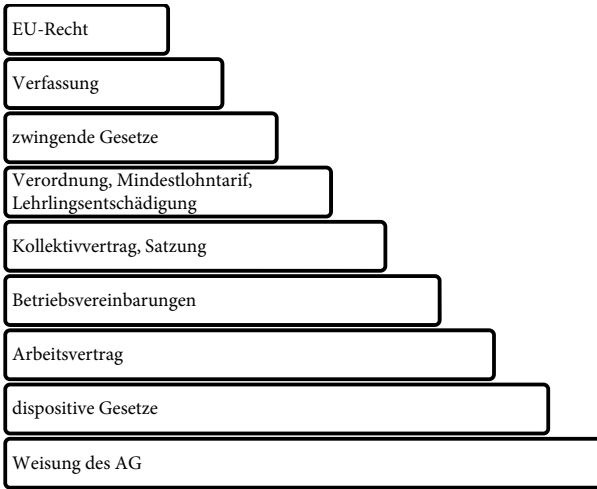 EU-Recht
Verfassung
zwingende Gesetze
Verordnung, Mindestlohntarif,
Lehrlingsentschädigung
Kollektivvertrag, Satzung
Betriebsvereinbarungen
Arbeitsvertrag
dispositive Gesetze
Weisung des AG